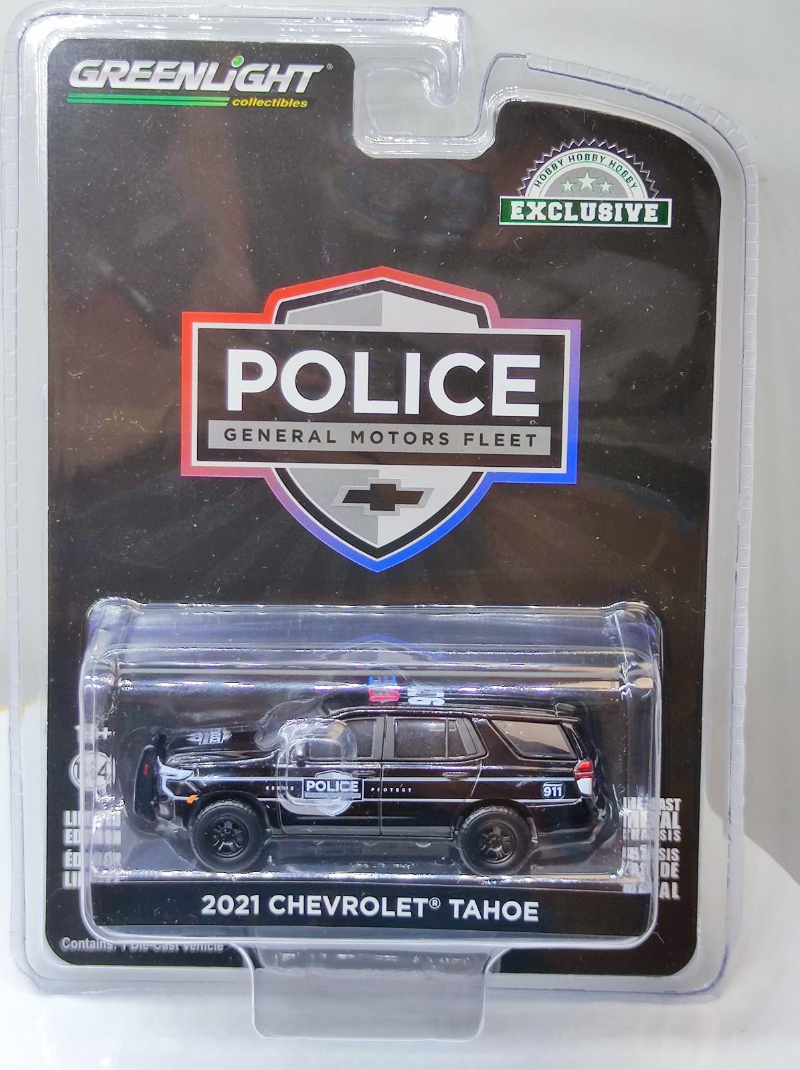 GREENLiGHT®
collectibles
HOBBY HOBBY HOBBY
EXCLUSIVE
POLICE
GENERAL MOTORS FLEET
POLICE
PROTECT
911
2021 CHEVROLET® TAHOE
Contains: 1 Die-Cast Vehicle